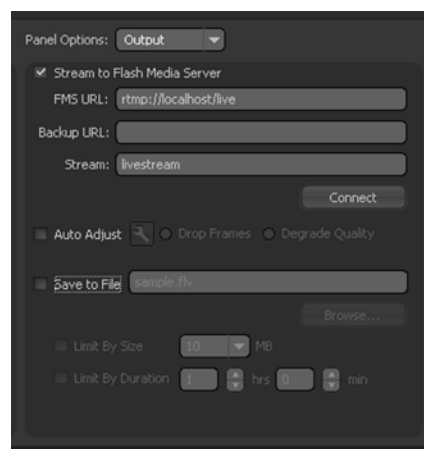 Panel Options: Output
Stream to Flash Media Server
FMS URL: rtmp://localhost/live
Backup URL:
Stream: livestream
Connect
Auto Adjust Drop Frames Degrade Quality
Save to File sample.flv
Browse...
Limit By Size 10 MB
Limit By Duration 1 hrs 0 min